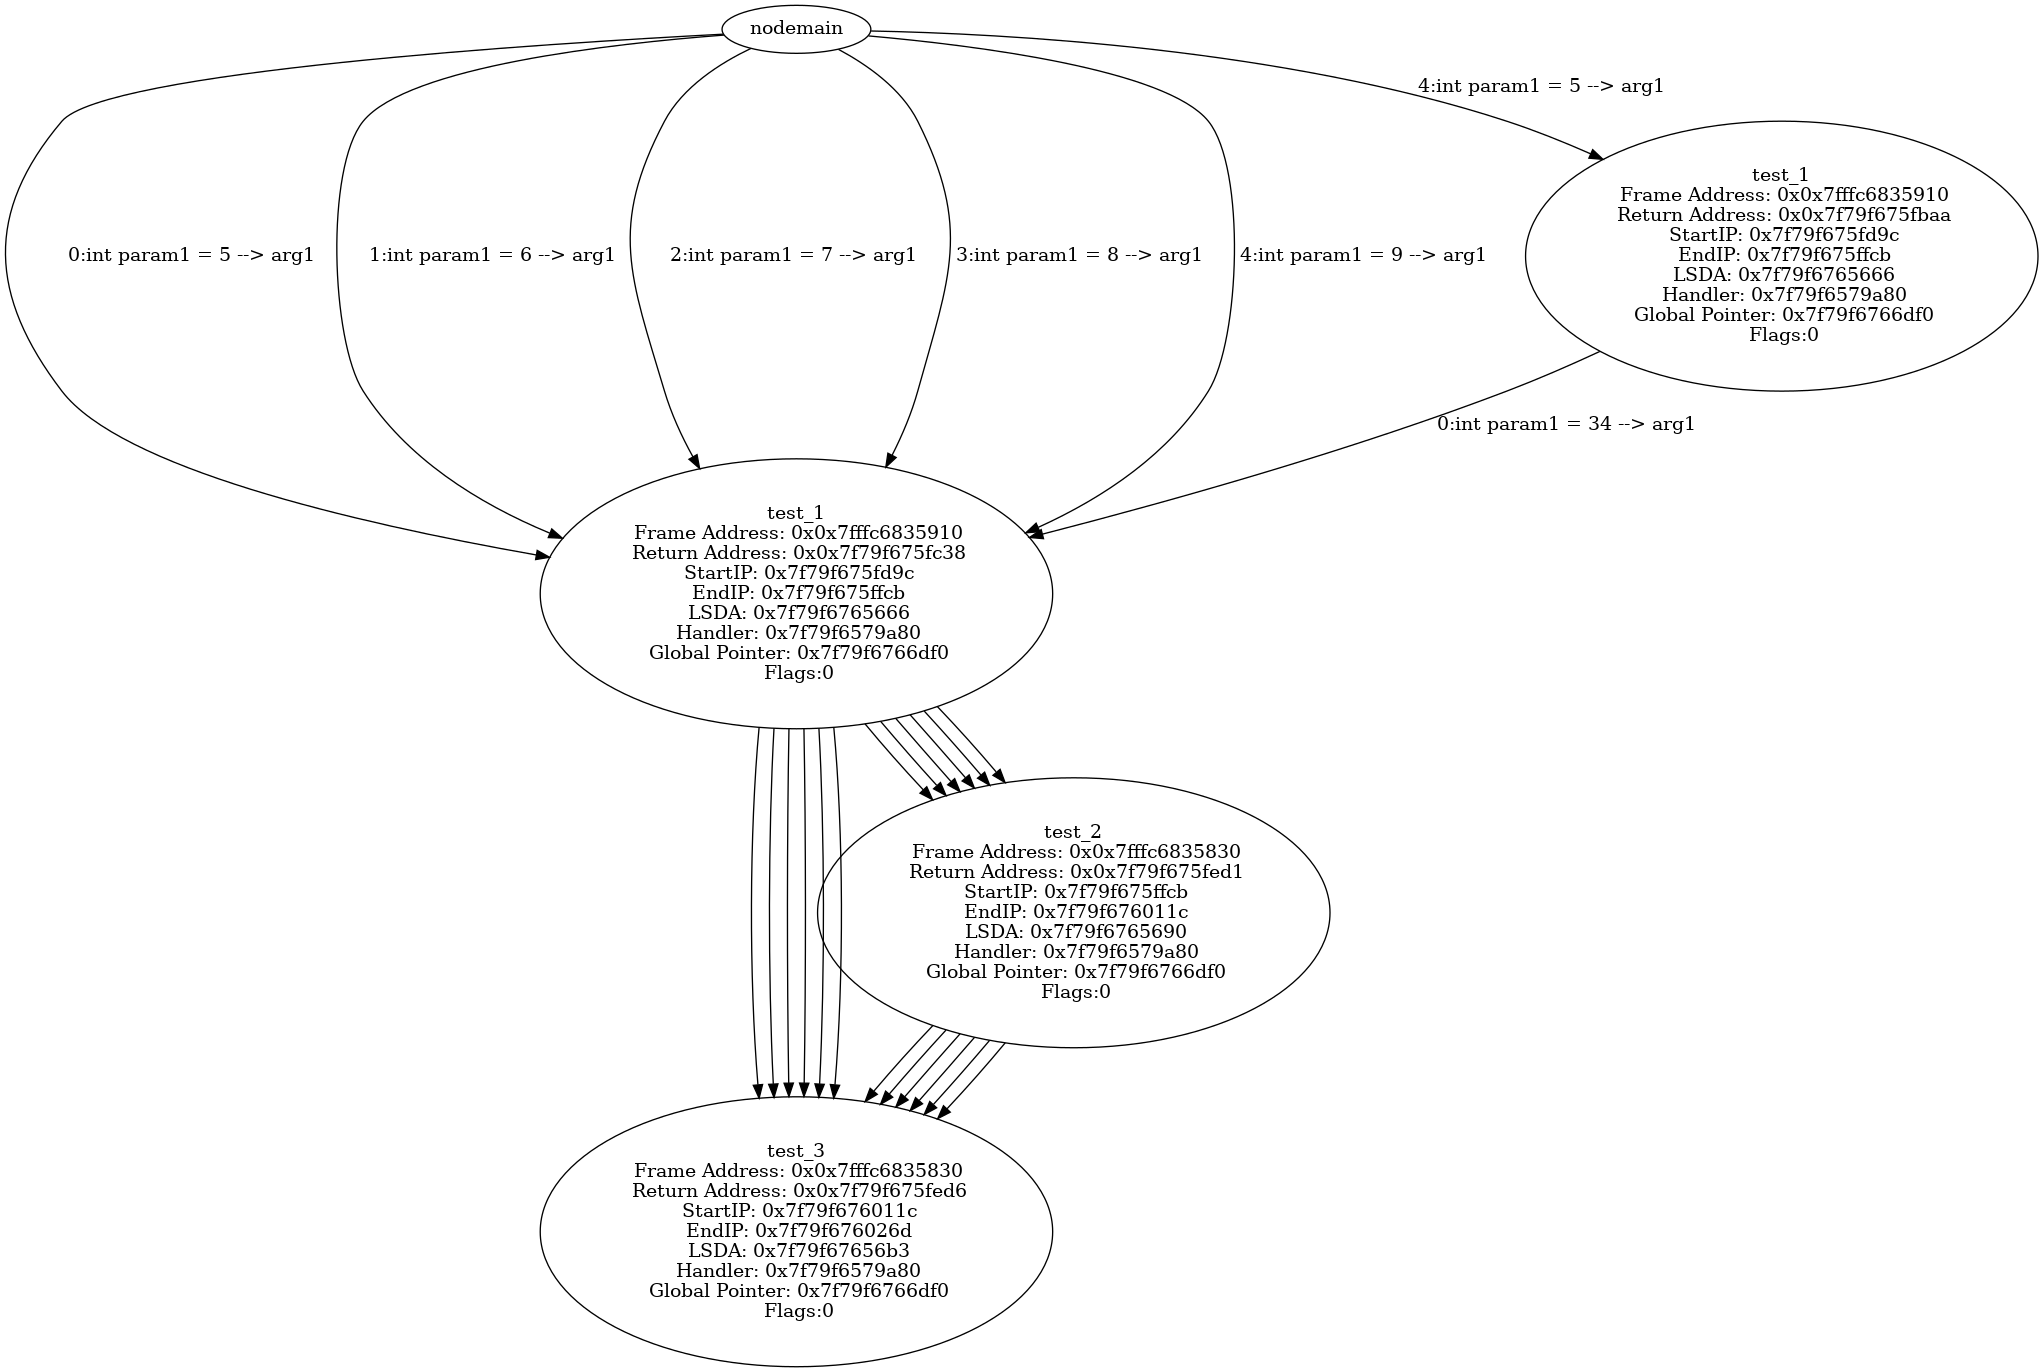 nodemain
4:int param1 = 5 --> arg1
test_1
Frame Address: 0x0x7fffc6835910
Return Address: 0x0x7f79f675fbaa
StartIP: 0x7f79f675fd9c
EndIP: 0x7f79f675ffcb
LSDA: 0x7f79f6765666
Handler: 0x7f79f6579a80
Global Pointer: 0x7f79f6766df0
Flags:0
0:int param1 = 5 --> arg1
1:int param1 = 6 --> arg1
2:int param1 = 7 --> arg1
3:int param1 = 8 --> arg1
4:int param1 = 9 --> arg1
0:int param1 = 34 --> arg1
test_1
Frame Address: 0x0x7fffc6835910
Return Address: 0x0x7f79f675fc38
StartIP: 0x7f79f675fd9c
EndIP: 0x7f79f675ffcb
LSDA: 0x7f79f6765666
Handler: 0x7f79f6579a80
Global Pointer: 0x7f79f6766df0
Flags:0
test_2
Frame Address: 0x0x7fffc6835830
Return Address: 0x0x7f79f675fed1
StartIP: 0x7f79f675ffcb
EndIP: 0x7f79f676011c
LSDA: 0x7f79f6765690
Handler: 0x7f79f6579a80
Global Pointer: 0x7f79f6766df0
Flags:0
test_3
Frame Address: 0x0x7fffc6835830
Return Address: 0x0x7f79f675fed6
StartIP: 0x7f79f676011c
EndIP: 0x7f79f676026d
LSDA: 0x7f79f67656b3
Handler: 0x7f79f6579a80
Global Pointer: 0x7f79f6766df0
Flags:0